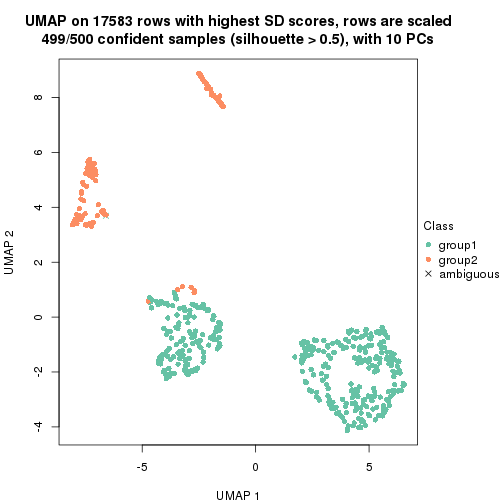 UMAP on 17583 rows with highest SD scores, rows are scaled
499/500 confident samples (silhouette > 0.5), with 10 PCs
8
6
4
2
0
-2
-4
UMAP 2
-5
0
5
UMAP 1
Class
group1
group2
ambiguous